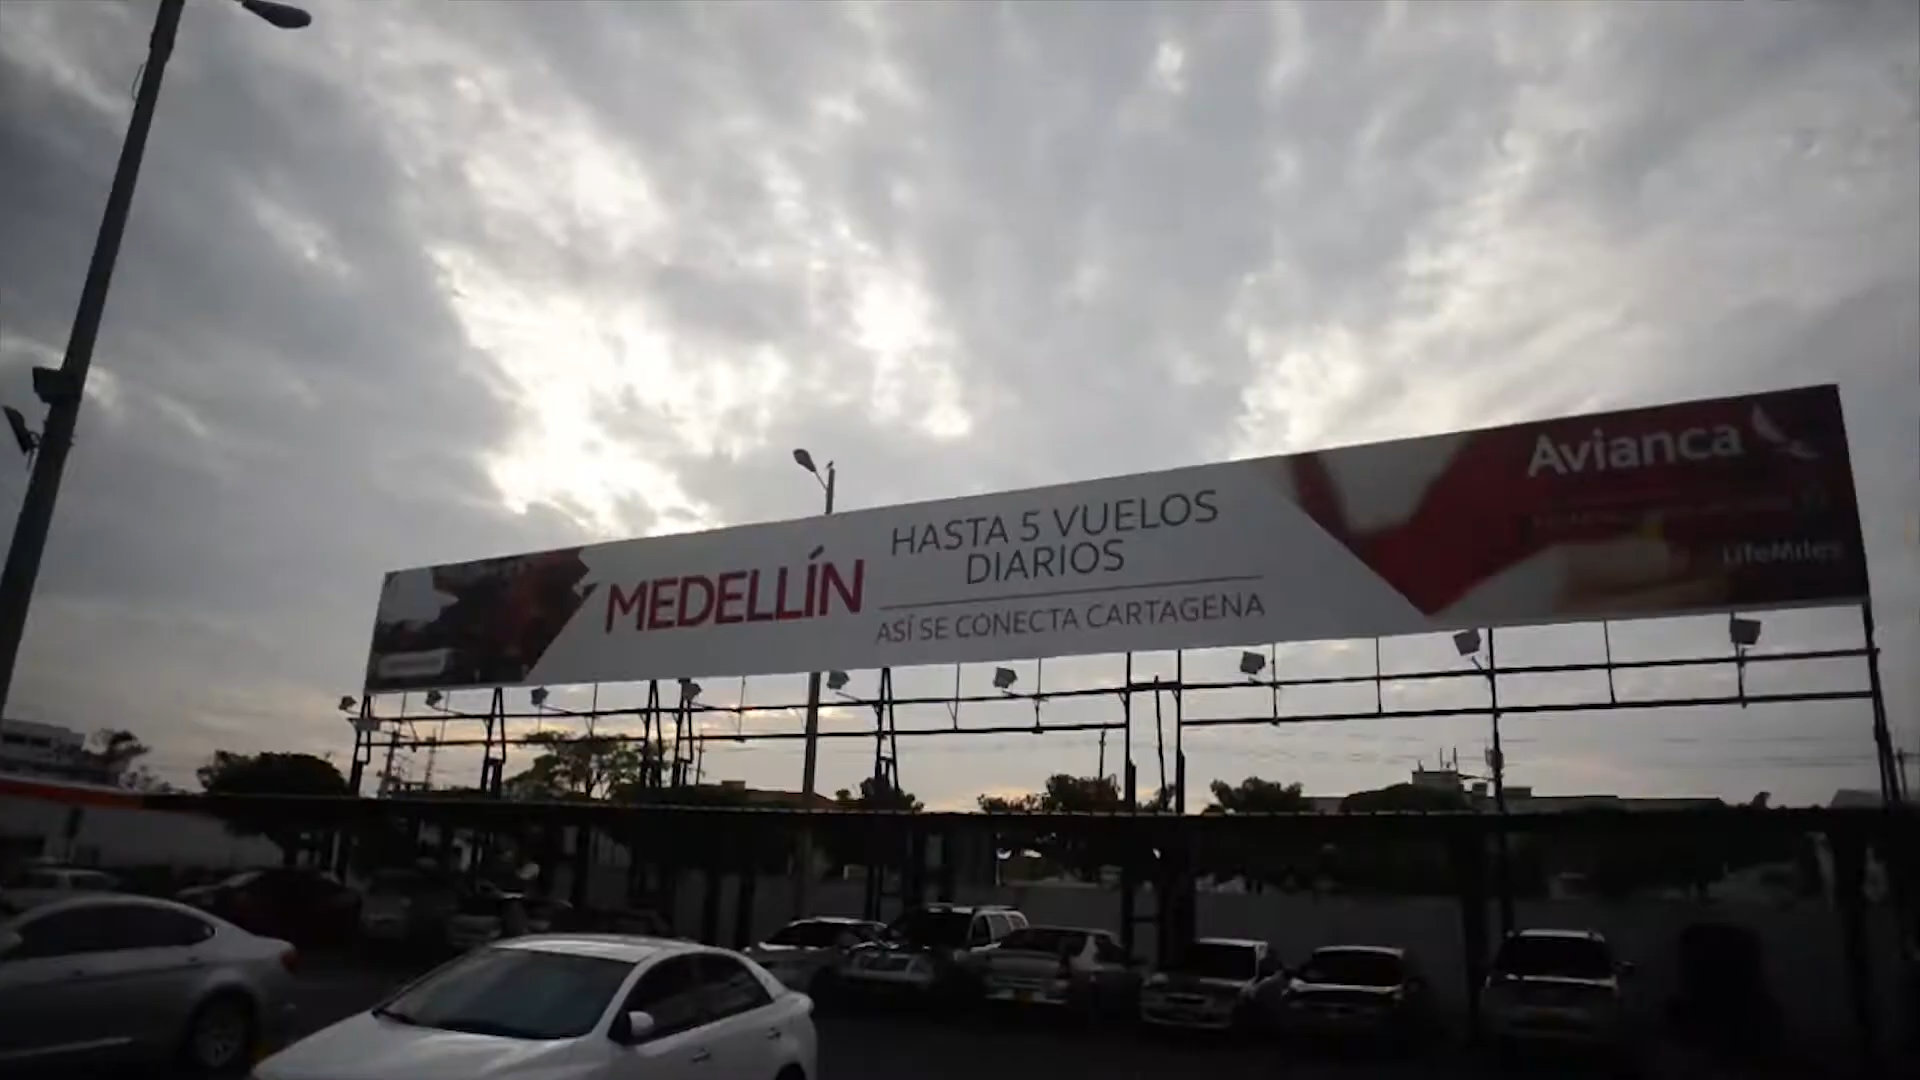 MEDELLÍN
HASTA 5 VUELOS
DIARIOS
ASÍ SE CONECTA CARTAGENA
Avianca
LifeMiles